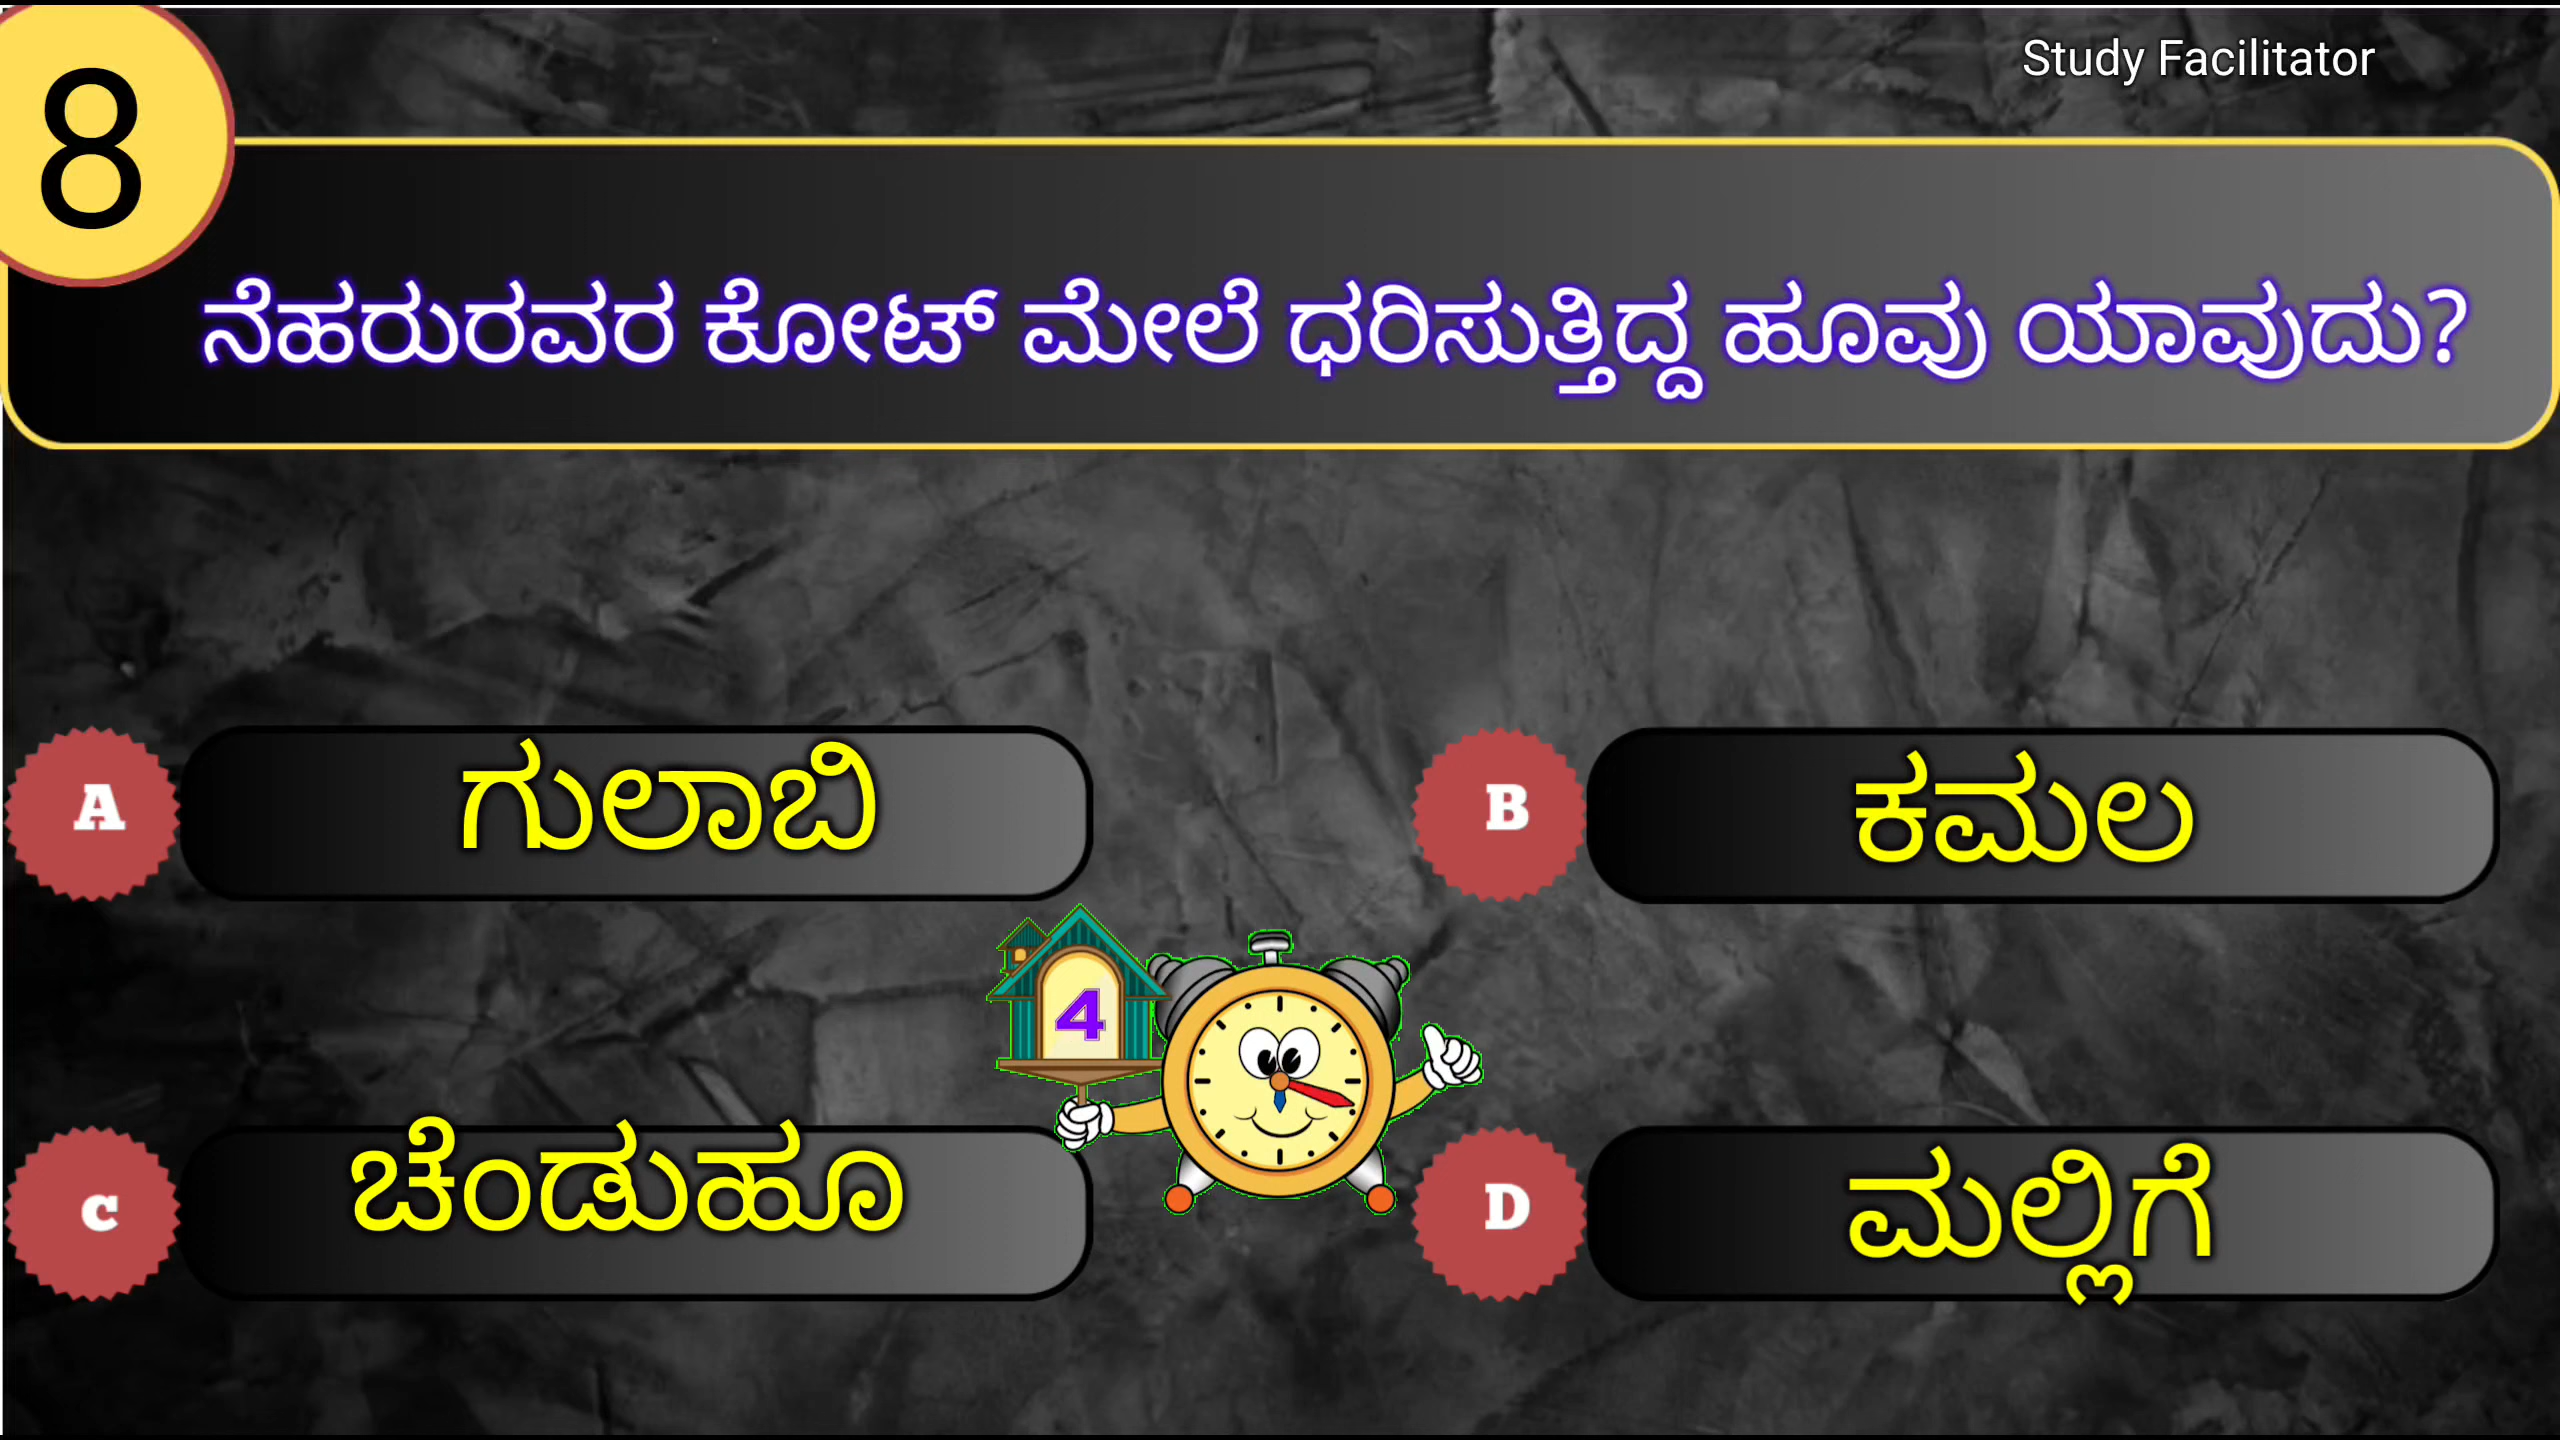 Study Facilitator
8
ನೆಹರುರವರ ಕೋಟ್ ಮೇಲೆ ಧರಿಸುತ್ತಿದ್ದ ಹೂವು ಯಾವುದು?
A ಗುಲಾಬಿ
B ಕಮಲ
4
C ಚೆಂಡುಹೂ
D ಮಲ್ಲಿಗೆ